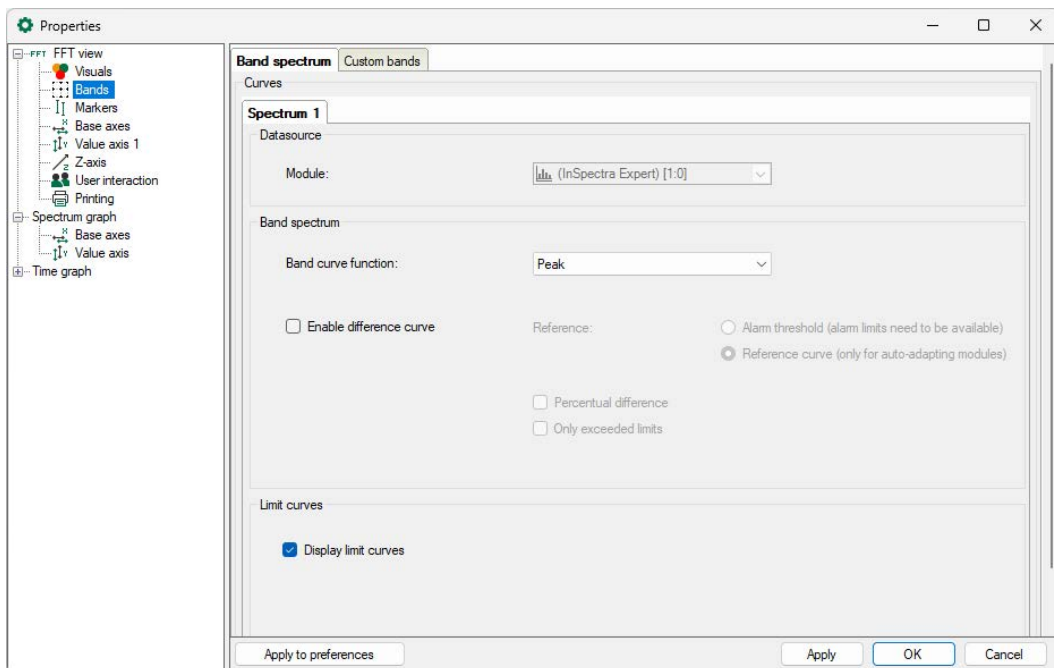 Properties
FFT FFT view
Visuals
Bands
Markers
X Base axes
Y Value axis 1
Z Z-axis
User interaction
Printing
Spectrum graph
X Base axes
Y Value axis
Time graph
Band spectrum Custom bands
Curves
Spectrum 1
Datasource
Module: (InSpectra Expert) [1:0]
Band spectrum
Band curve function: Peak
Enable difference curve Reference: Alarm threshold (alarm limits need to be available)
Reference curve (only for auto-adapting modules)
Percentual difference
Only exceeded limits
Limit curves
Display limit curves
Apply to preferences Apply OK Cancel